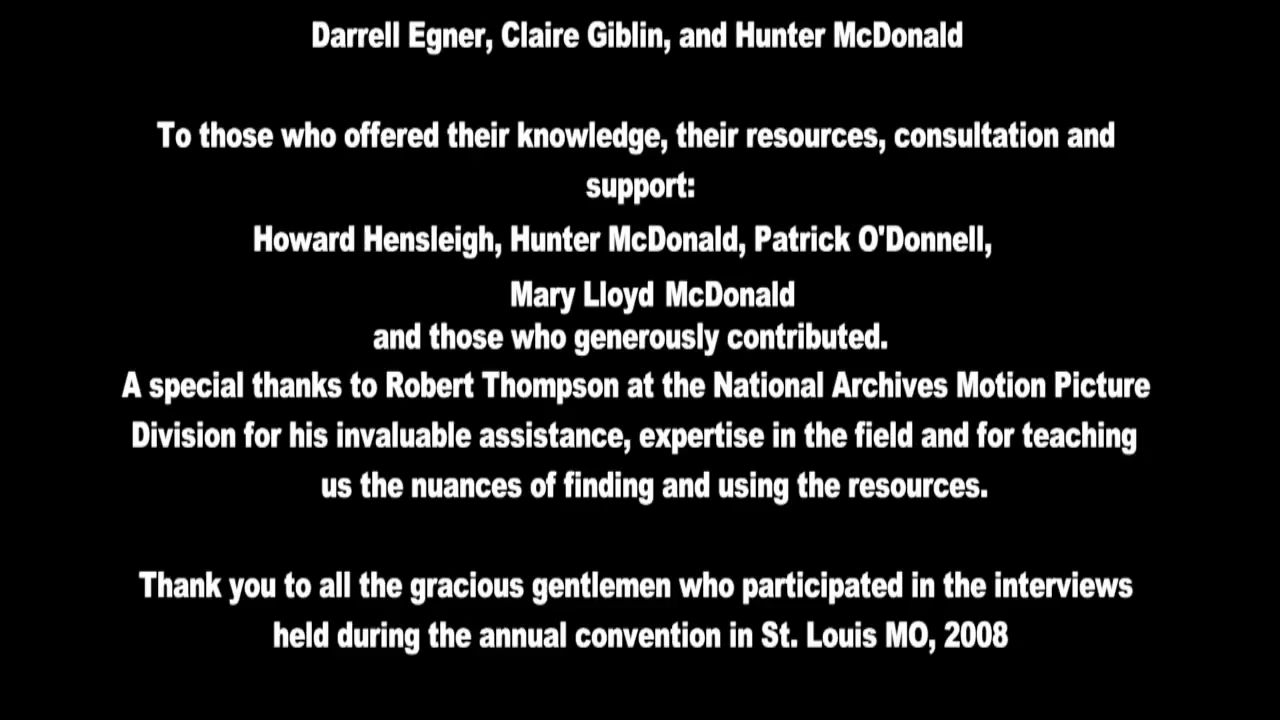 Darrell Egner, Claire Giblin, and Hunter McDonald
To those who offered their knowledge, their resources, consultation and
support:
Howard Hensleigh, Hunter McDonald, Patrick O'Donnell,
Mary Lloyd McDonald
and those who generously contributed.
A special thanks to Robert Thompson at the National Archives Motion Picture
Division for his invaluable assistance, expertise in the field and for teaching
us the nuances of finding and using the resources.
Thank you to all the gracious gentlemen who participated in the interviews
held during the annual convention in St. Louis MO, 2008